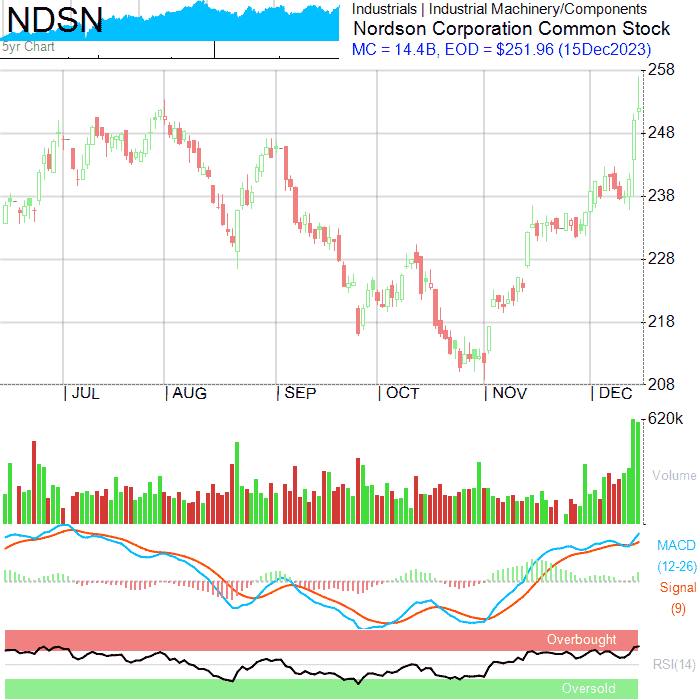 NDSN
5yr Chart
Industrials | Industrial Machinery/Components
Nordson Corporation Common Stock
MC = 14.4B, EOD = $251.96 (15Dec2023)
258
248
238
228
218
208
| JUL | AUG | SEP | OCT | NOV | DEC
620k
Volume
MACD
(12-26)
Signal
(9)
Overbought
RSI(14)
Oversold